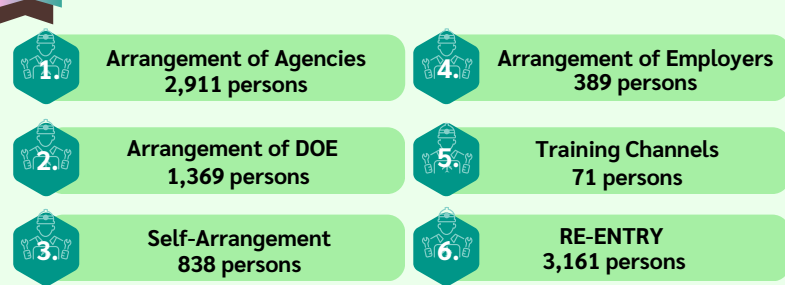 1.
Arrangement of Agencies
2,911 persons
2.
Arrangement of DOE
1,369 persons
3.
Self-Arrangement
838 persons
4.
Arrangement of Employers
389 persons
5.
Training Channels
71 persons
6.
RE-ENTRY
3,161 persons